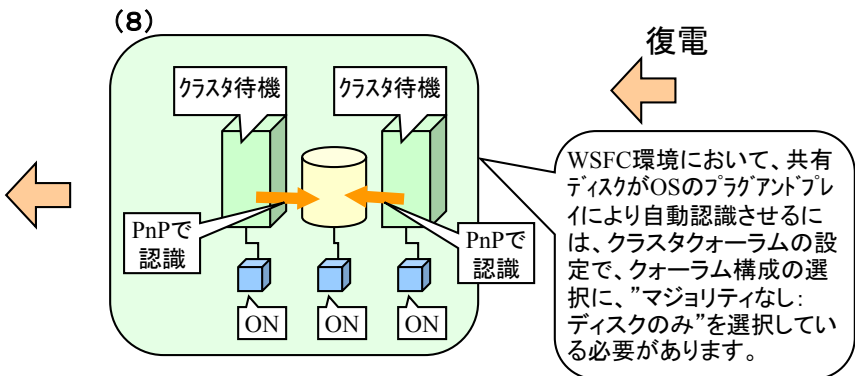 (8)
復電
クラスタ待機
クラスタ待機
WSFC環境において、共有
ディスクがOSのプラグアンドプレ
イにより自動認識させるに
は、クラスタクォーラムの設
定で、クォーラム構成の選
択に、”マジョリティなし:
ディスクのみ”を選択してい
る必要があります。
PnPで
認識
PnPで
認識
ON
ON
ON